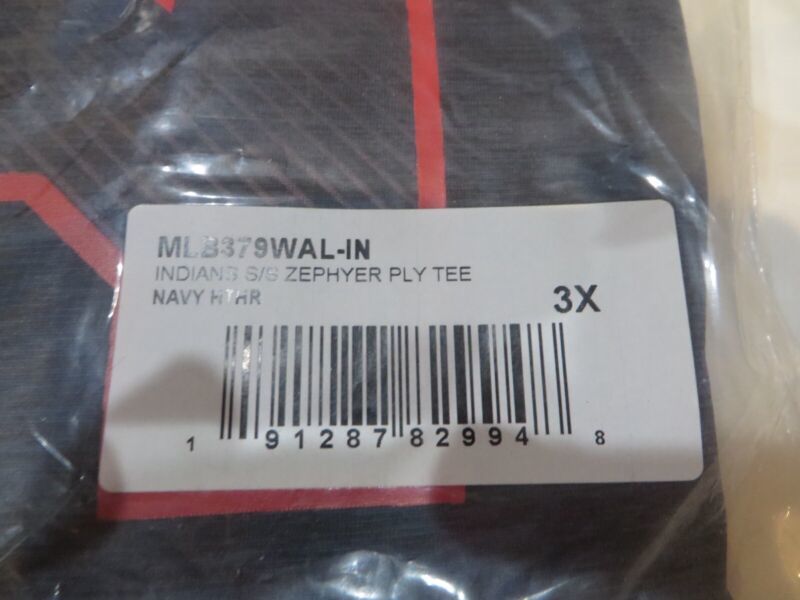 MLB379WAL-IN
INDIANS S/S ZEPHYER PLY TEE
NAVY HTHR
3X
1 91287 82994 8